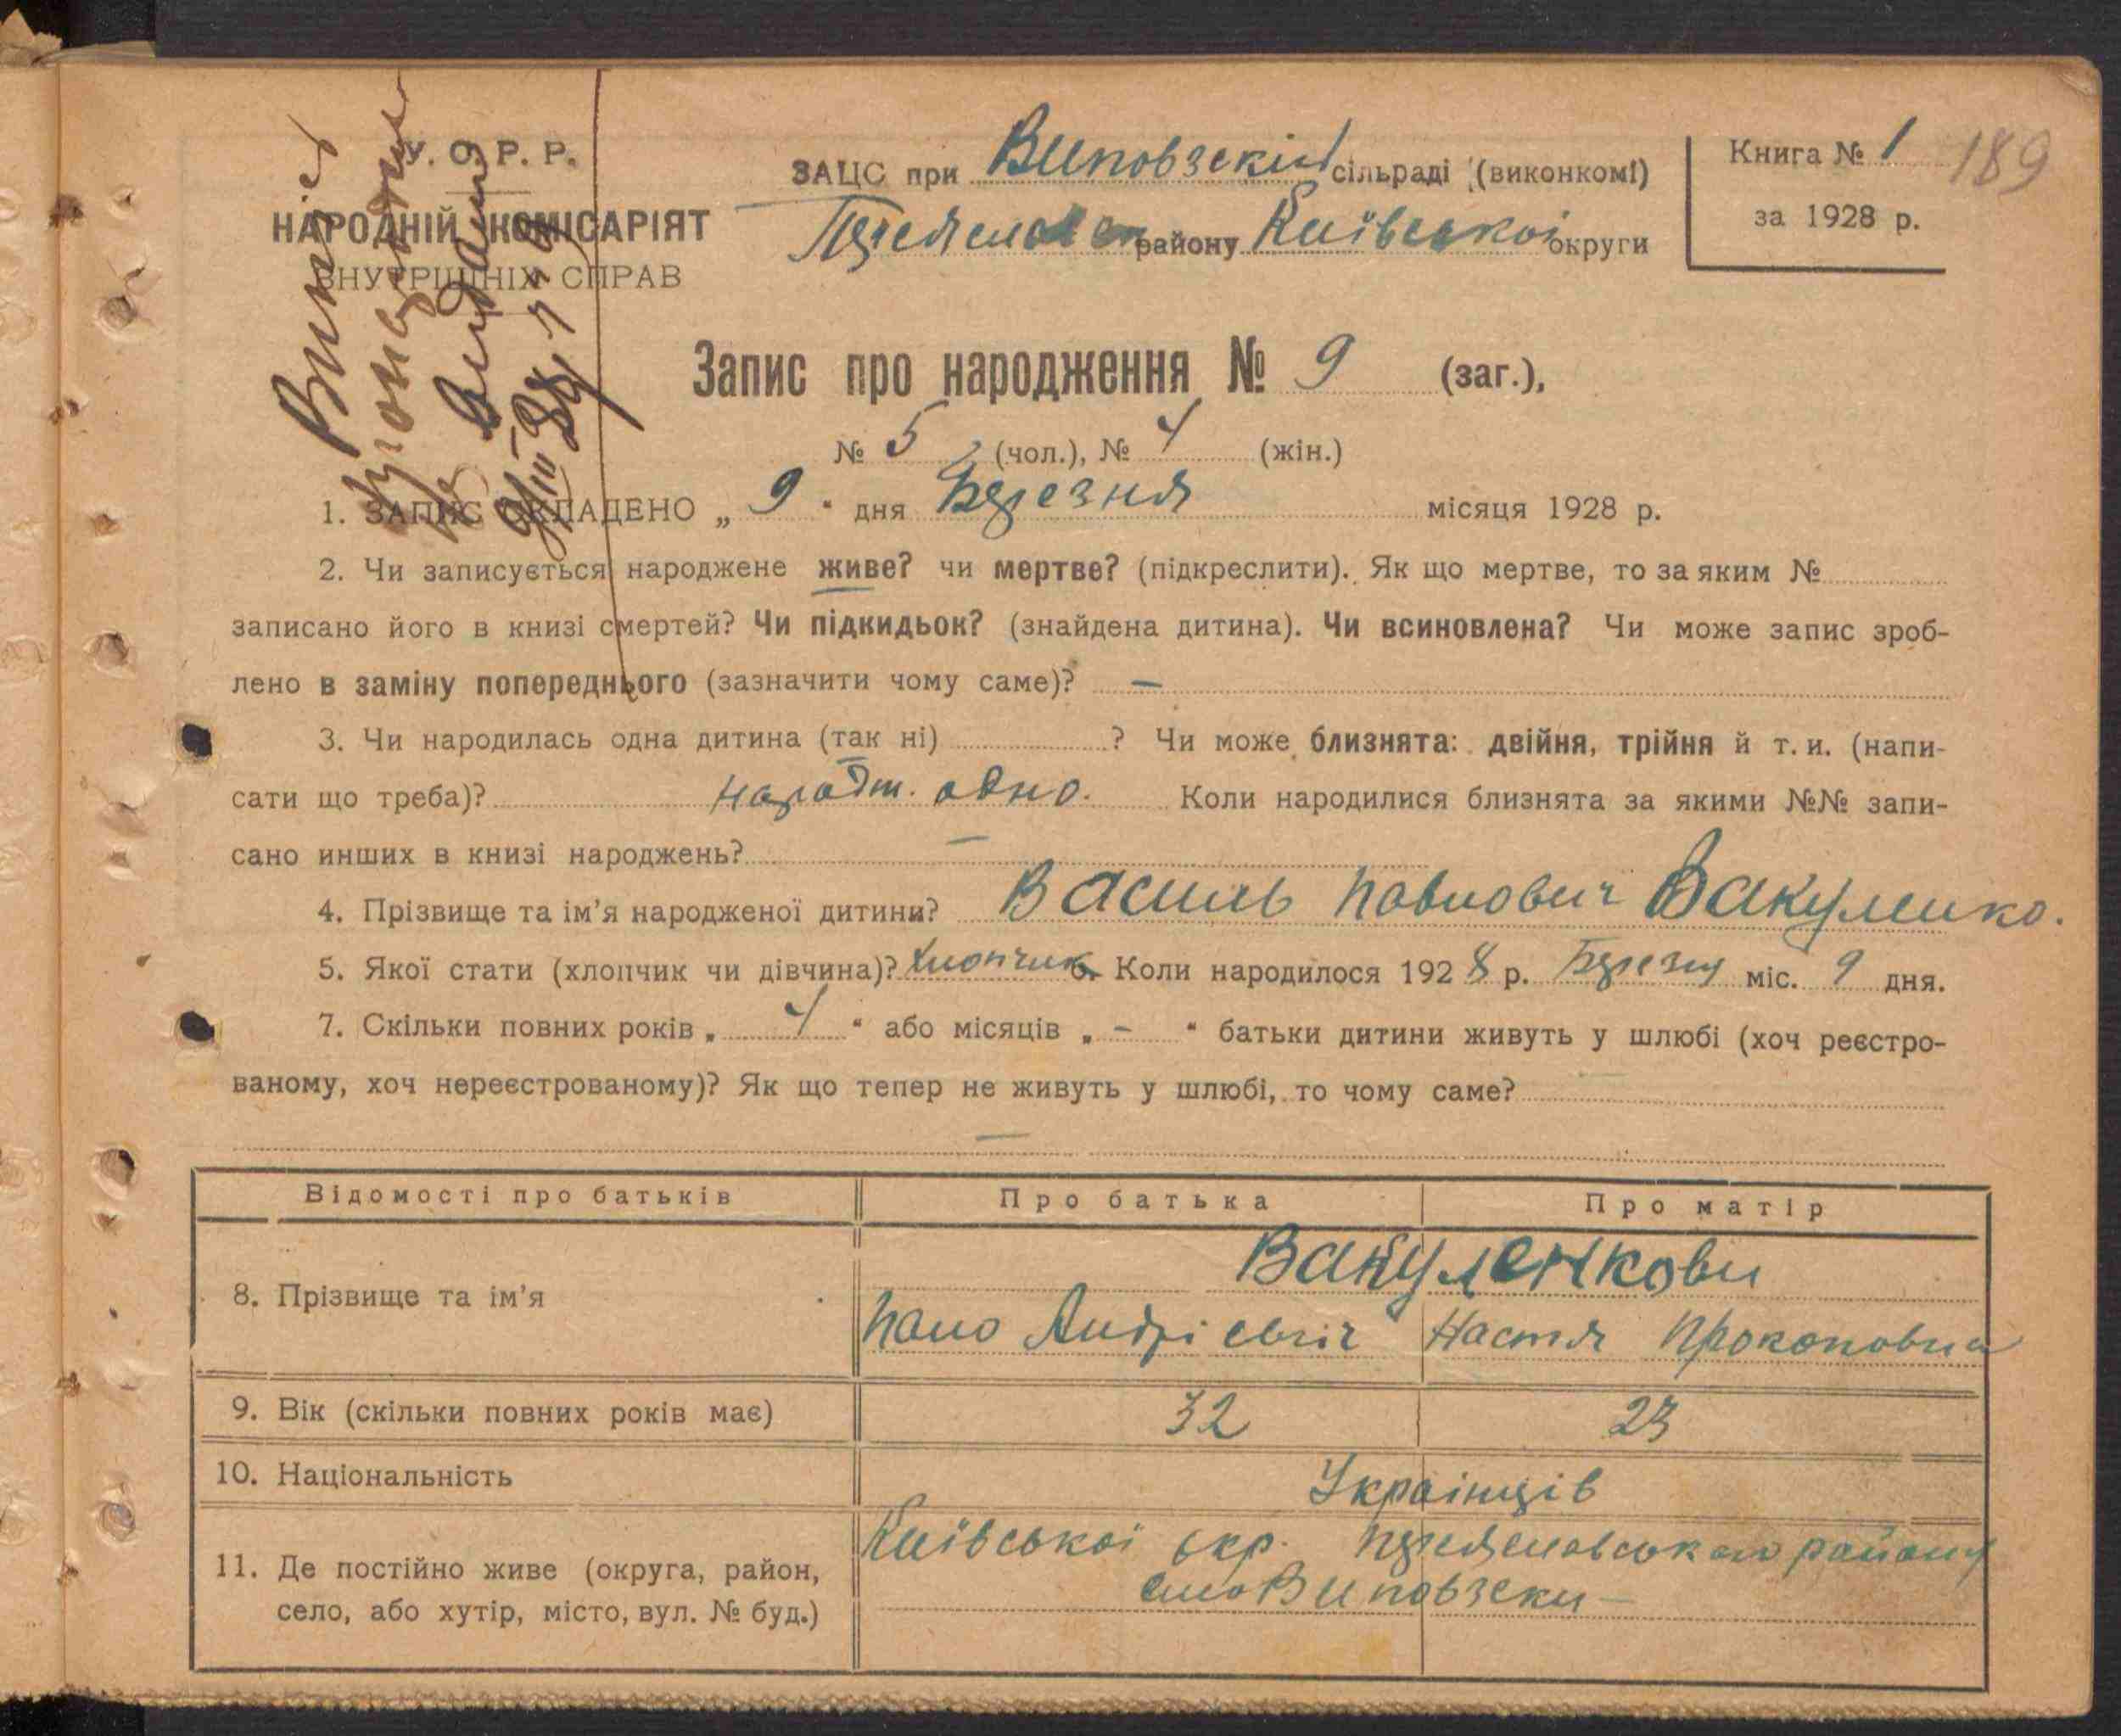 У. С. Р. Р.
НАРОДНІЙ КОМІСАРІЯТ
ВНУТРІШНІХ СПРАВ
Витяг
ЗАЦС при Виповзскій сільраді (виконкомі)
району Київської округи
Книга № 1
189
за 1928 р.
Запис про народження № 9 (заг.),
№ 5 (чол.), № 4 (жін.)
1. ЗАПИС СКЛАДЕНО „ 9 " дня Березня місяця 1928 р.
2. Чи записується народжене живе? чи мертве? (підкреслити). Як що мертве, то за яким №
записано його в книзі смертей? Чи підкидьок? (знайдена дитина). Чи всиновлена? Чи може запис зроб-
лено в заміну попереднього (зазначити чому саме)? —
3. Чи народилась одна дитина (так ні) ? Чи може близнята: двійня, трійня й т. и. (напи-
сати що треба)? одно. Коли народилися близнята за якими №№ запи-
сано инших в книзі народжень? —
4. Прізвище та ім'я народженої дитини? Василь Павлович Вакуленко.
5. Якої стати (хлопчик чи дівчина)? Хлопчик 6. Коли народилося 1928 р. Березня міс. 9 дня.
7. Скільки повних років „ 4 " або місяців „ - " батьки дитини живуть у шлюбі (хоч реєстро-
ваному, хоч нереєстрованому)? Як що тепер не живуть у шлюбі, то чому саме?
—
Відомості про батьків Про батька Про матір
8. Прізвище та ім'я Вакуленкови
Павло Андрієвич Настя Прокоповна
9. Вік (скільки повних років має) 32 23
10. Національність Українців
11. Де постійно живе (округа, район, Київської окр. району
село, або хутір, місто, вул. № буд.) село Виповзски —